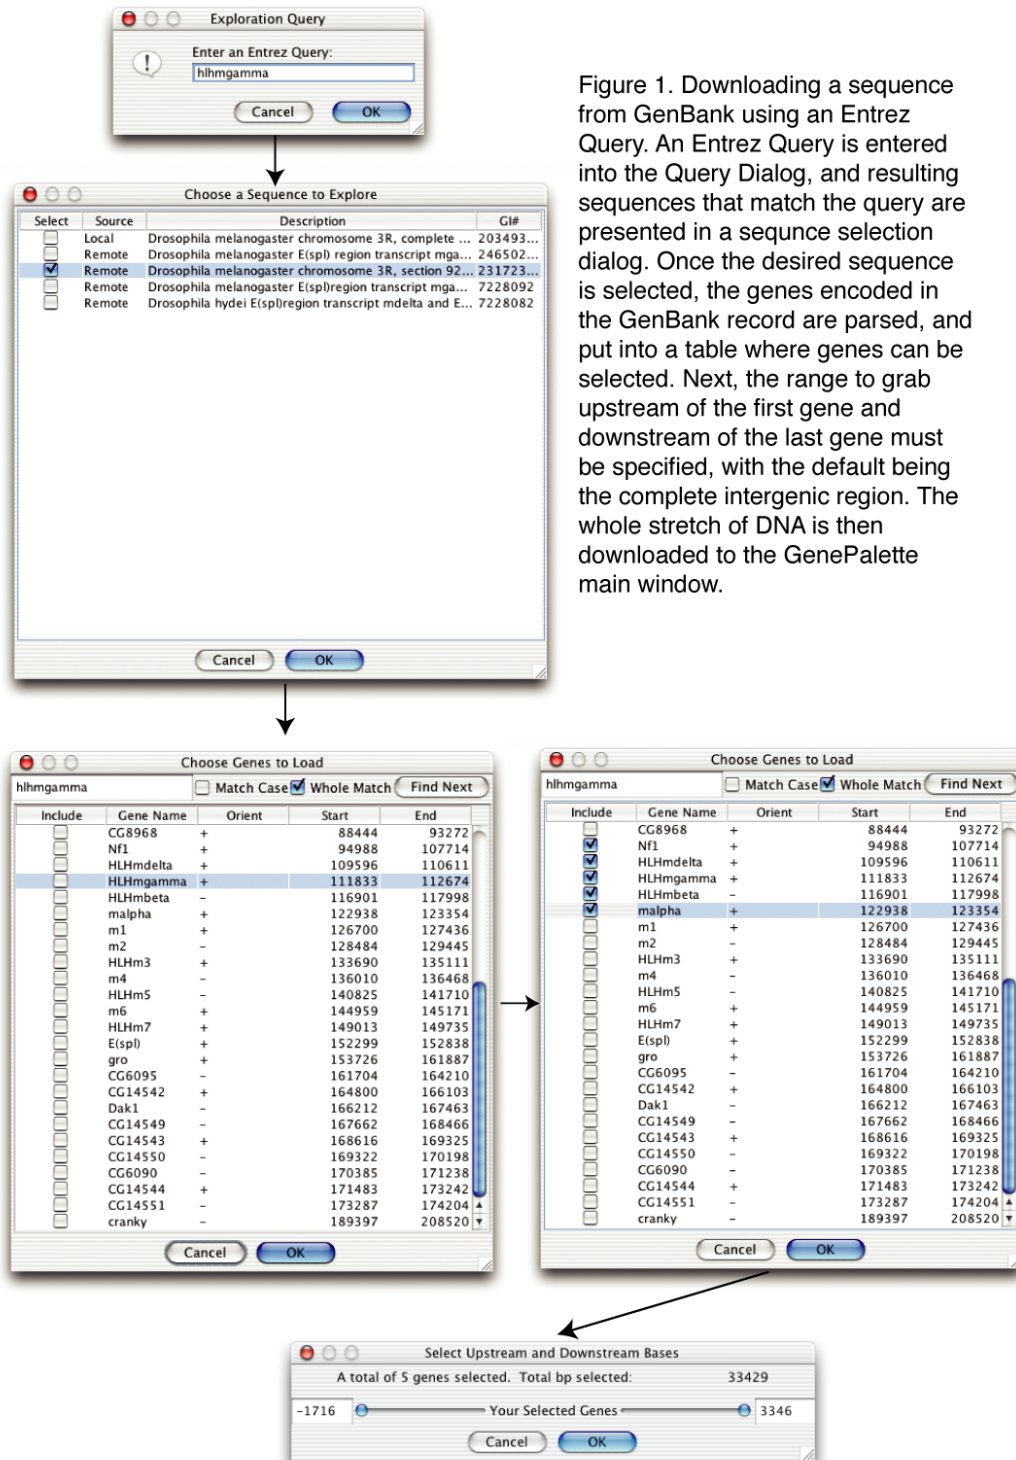 Exploration Query
Enter an Entrez Query:
hlhmgamma
Cancel OK
Figure 1. Downloading a sequence
from GenBank using an Entrez
Query. An Entrez Query is entered
into the Query Dialog, and resulting
sequences that match the query are
presented in a sequnce selection
dialog. Once the desired sequence
is selected, the genes encoded in
the GenBank record are parsed, and
put into a table where genes can be
selected. Next, the range to grab
upstream of the first gene and
downstream of the last gene must
be specified, with the default being
the complete intergenic region. The
whole stretch of DNA is then
downloaded to the GenePalette
main window.
Choose a Sequence to Explore
Select Source Description GI#
Local Drosophila melanogaster chromosome 3R, complete ... 203493...
Remote Drosophila melanogaster E(spl) region transcript mga... 246502...
Remote Drosophila melanogaster chromosome 3R, section 92... 231723...
Remote Drosophila melanogaster E(spl)region transcript mga... 7228092
Remote Drosophila hydei E(spl)region transcript mdelta and E... 7228082
Cancel OK
Choose Genes to Load
hlhmgamma Match Case Whole Match Find Next
Include Gene Name Orient Start End
CG8968 + 88444 93272
Nf1 + 94988 107714
HLHmdelta + 109596 110611
HLHmgamma + 111833 112674
HLHmbeta - 116901 117998
malpha + 122938 123354
m1 + 126700 127436
m2 - 128484 129445
HLHm3 + 133690 135111
m4 - 136010 136468
HLHm5 - 140825 141710
m6 + 144959 145171
HLHm7 + 149013 149735
E(spl) + 152299 152838
gro + 153726 161887
CG6095 - 161704 164210
CG14542 + 164800 166103
Dak1 - 166212 167463
CG14549 - 167662 168466
CG14543 + 168616 169325
CG14550 - 169322 170198
CG6090 - 170385 171238
CG14544 + 171483 173242
CG14551 - 173287 174204
cranky - 189397 208520
Cancel OK
Choose Genes to Load
hlhmgamma Match Case Whole Match Find Next
Include Gene Name Orient Start End
CG8968 + 88444 93272
Nf1 + 94988 107714
HLHmdelta + 109596 110611
HLHmgamma + 111833 112674
HLHmbeta - 116901 117998
malpha + 122938 123354
m1 + 126700 127436
m2 - 128484 129445
HLHm3 + 133690 135111
m4 - 136010 136468
HLHm5 - 140825 141710
m6 + 144959 145171
HLHm7 + 149013 149735
E(spl) + 152299 152838
gro + 153726 161887
CG6095 - 161704 164210
CG14542 + 164800 166103
Dak1 - 166212 167463
CG14549 - 167662 168466
CG14543 + 168616 169325
CG14550 - 169322 170198
CG6090 - 170385 171238
CG14544 + 171483 173242
CG14551 - 173287 174204
cranky - 189397 208520
Cancel OK
Select Upstream and Downstream Bases
A total of 5 genes selected. Total bp selected: 33429
-1716 Your Selected Genes 3346
Cancel OK